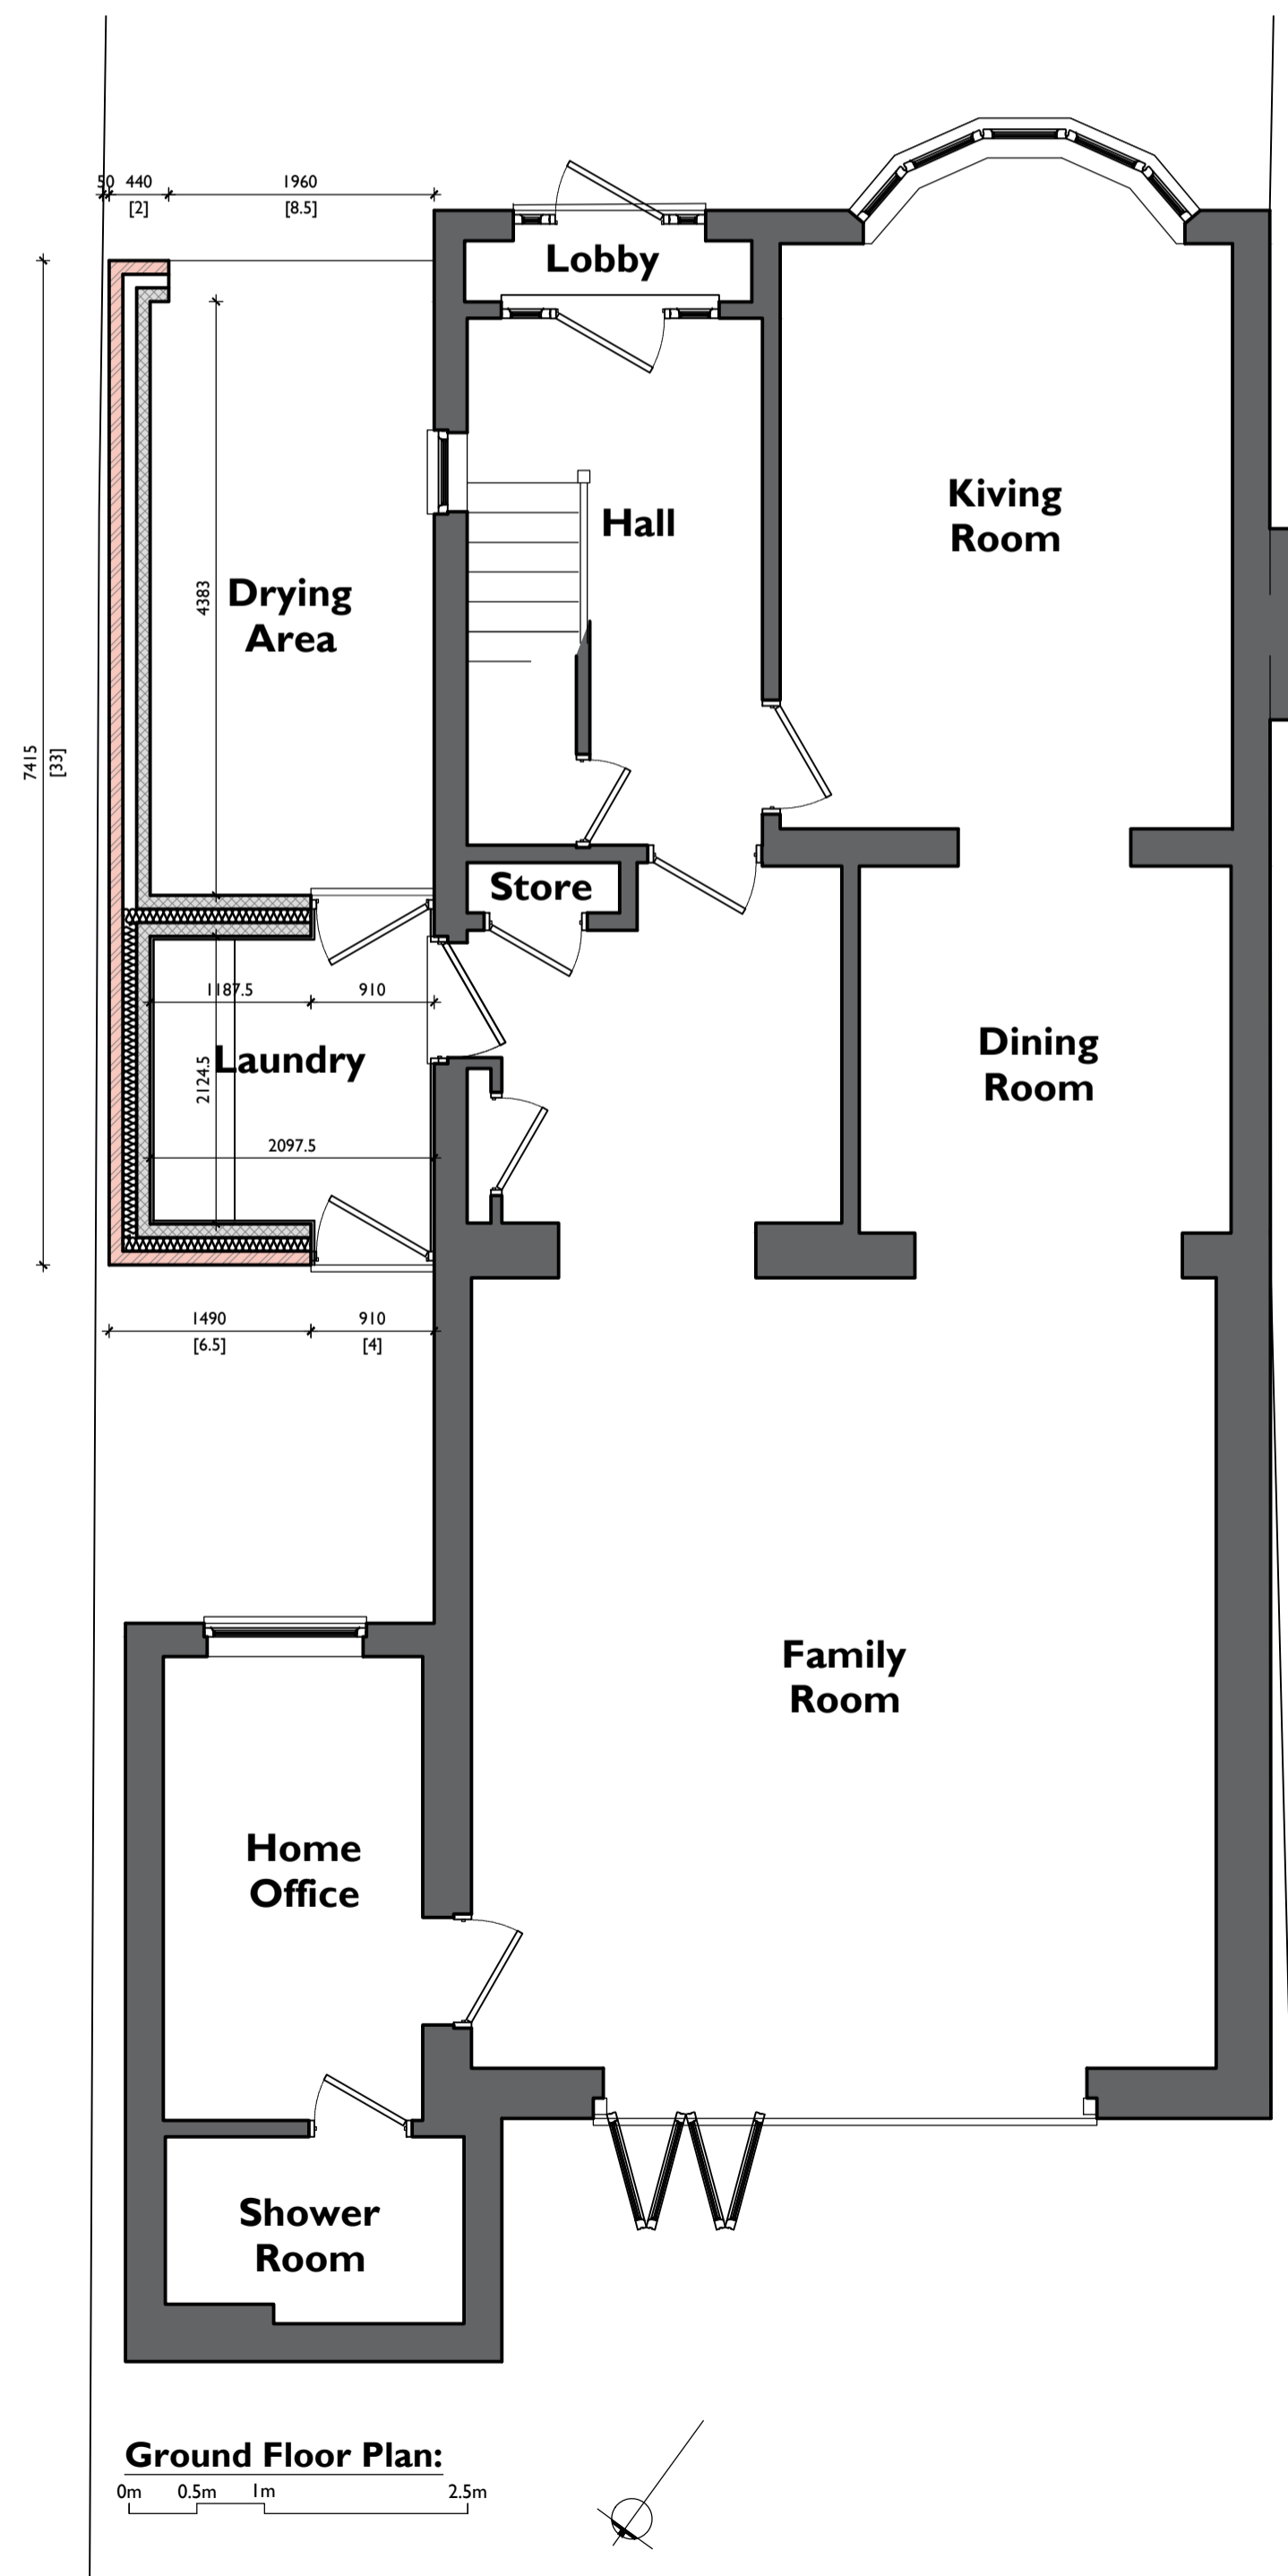 50 440 1960
[2] [8.5]
Lobby
Kiving
Room
Hall
Drying
Area
4383
7415
[33]
Store
1187.5 910
Laundry
2124.5
2097.5
Dining
Room
1490 910
[6.5] [4]
Family
Room
Home
Office
Shower
Room
Ground Floor Plan:
0m 0.5m 1m 2.5m